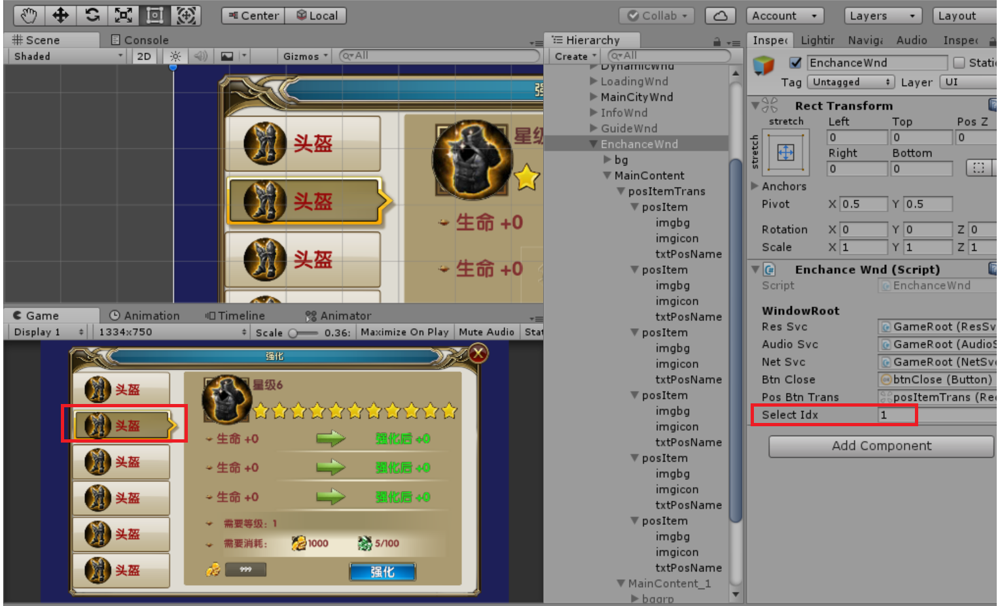 Center
Local
Collab
Account
Layers
Layout
Scene
Console
Shaded
2D
Gizmos
All
头盔
头盔
头盔
生命 +0
生命 +0
Game
Animation
Timeline
Animator
Display 1
1334x750
Scale
0.36:
Maximize On Play
Mute Audio
Stat
强化
头盔
头盔
头盔
头盔
头盔
头盔
星级6
生命 +0
强化后 +0
生命 +0
强化后 +0
生命 +0
强化后 +0
需要等级: 1
需要消耗:
1000
5/100
999
强化
Hierarchy
Create
All
DynamicWnd
LoadingWnd
MainCityWnd
InfoWnd
GuideWnd
EnchanceWnd
bg
MainContent
posItemTrans
posItem
imgbg
imgicon
txtPosName
posItem
imgbg
imgicon
txtPosName
posItem
imgbg
imgicon
txtPosName
posItem
imgbg
imgicon
txtPosName
posItem
imgbg
imgicon
txtPosName
posItem
imgbg
imgicon
txtPosName
MainContent_1
bggrp
Inspec
Lightir
Naviga
Audio
Inspec
EnchanceWnd
Static
Tag
Untagged
Layer
UI
Rect Transform
stretch
stretch
Left
Top
Pos Z
0
0
0
Right
Bottom
0
0
Anchors
Pivot
X 0.5
Y 0.5
Rotation
X 0
Y 0
Z 0
Scale
X 1
Y 1
Z 1
Enchance Wnd (Script)
Script
EnchanceWnd
WindowRoot
Res Svc
GameRoot (ResSv
Audio Svc
GameRoot (AudioS
Net Svc
GameRoot (NetSvc
Btn Close
btnClose (Button)
Pos Btn Trans
posItemTrans (Rec
Select Idx
1
Add Component